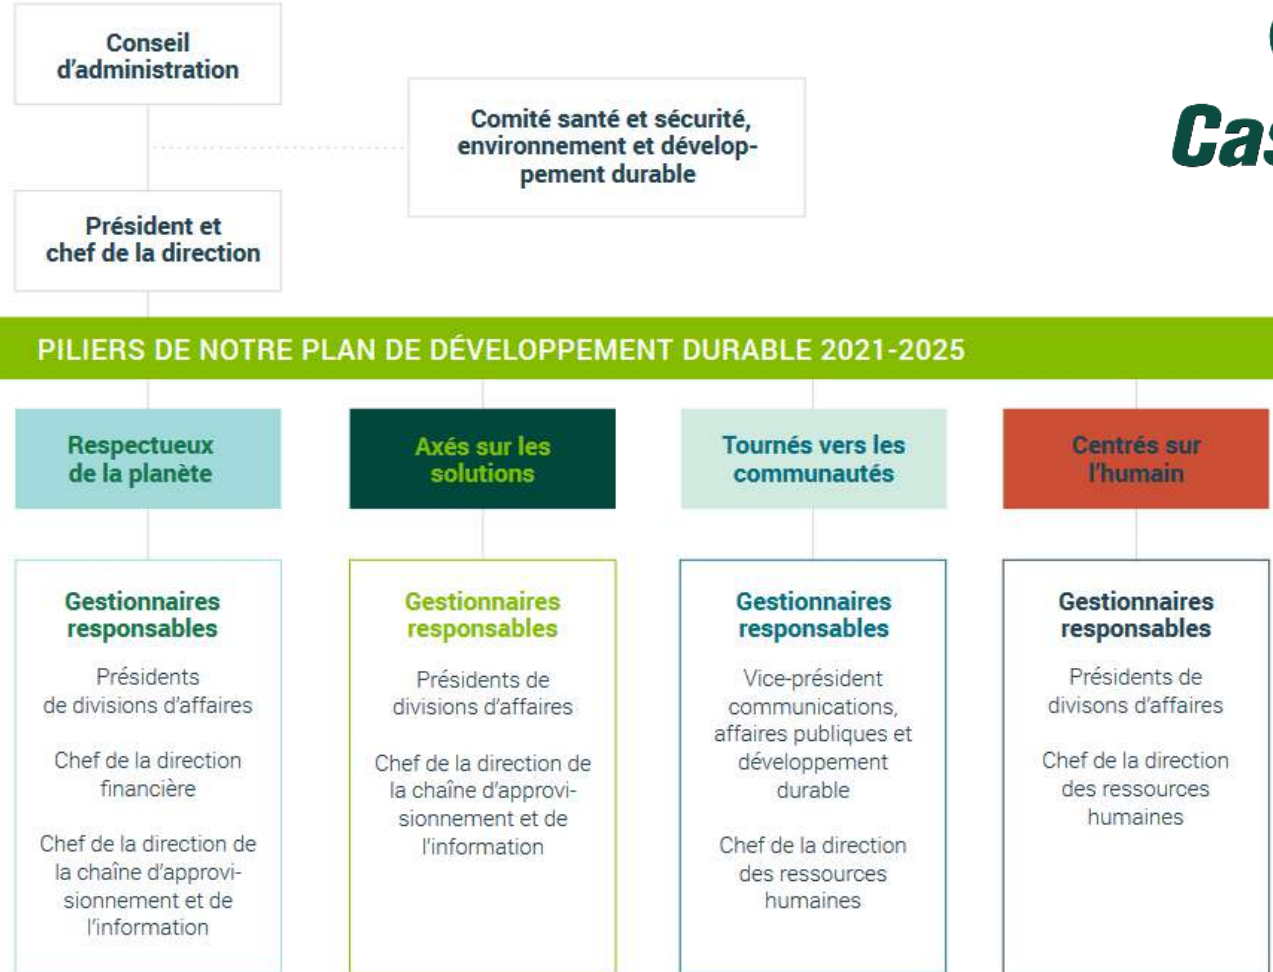 Conseil
d'administration
Comité santé et sécurité,
environnement et dévelop-
pement durable
Président et
chef de la direction
PILIERS DE NOTRE PLAN DE DÉVELOPPEMENT DURABLE 2021-2025
Respectueux
de la planète
Axés sur les
solutions
Tournés vers les
communautés
Centrés sur
l'humain
Gestionnaires
responsables
Présidents
de divisions d'affaires
Chef de la direction
financière
Chef de la direction de
la chaîne d'approvi-
sionnement et de
l'information
Gestionnaires
responsables
Présidents de
divisions d'affaires
Chef de la direction de
la chaîne d'approvi-
sionnement et de
l'information
Gestionnaires
responsables
Vice-président
communications,
affaires publiques et
développement
durable
Chef de la direction
des ressources
humaines
Gestionnaires
responsables
Présidents de
divisons d'affaires
Chef de la direction
des ressources
humaines